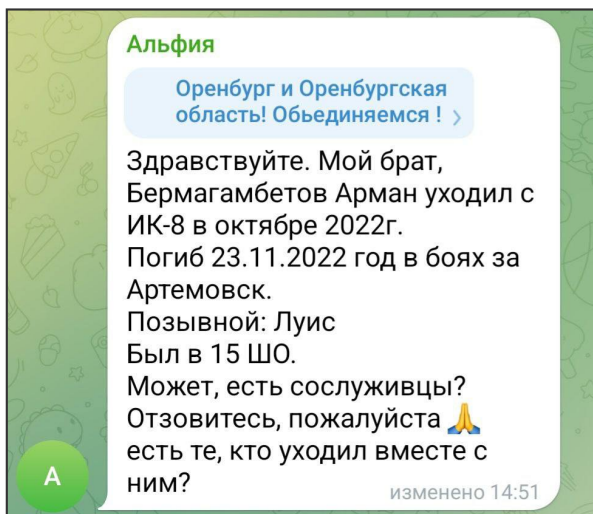 Альфия
Оренбург и Оренбургская
область! Обьединяемся !
Здравствуйте. Мой брат,
Бермагамбетов Арман уходил с
ИК-8 в октябре 2022г.
Погиб 23.11.2022 год в боях за
Артемовск.
Позывной: Луис
Был в 15 ШО.
Может, есть сослуживцы?
Отзовитесь, пожалуйста 🙏
есть те, кто уходил вместе с
ним?
изменено 14:51
А